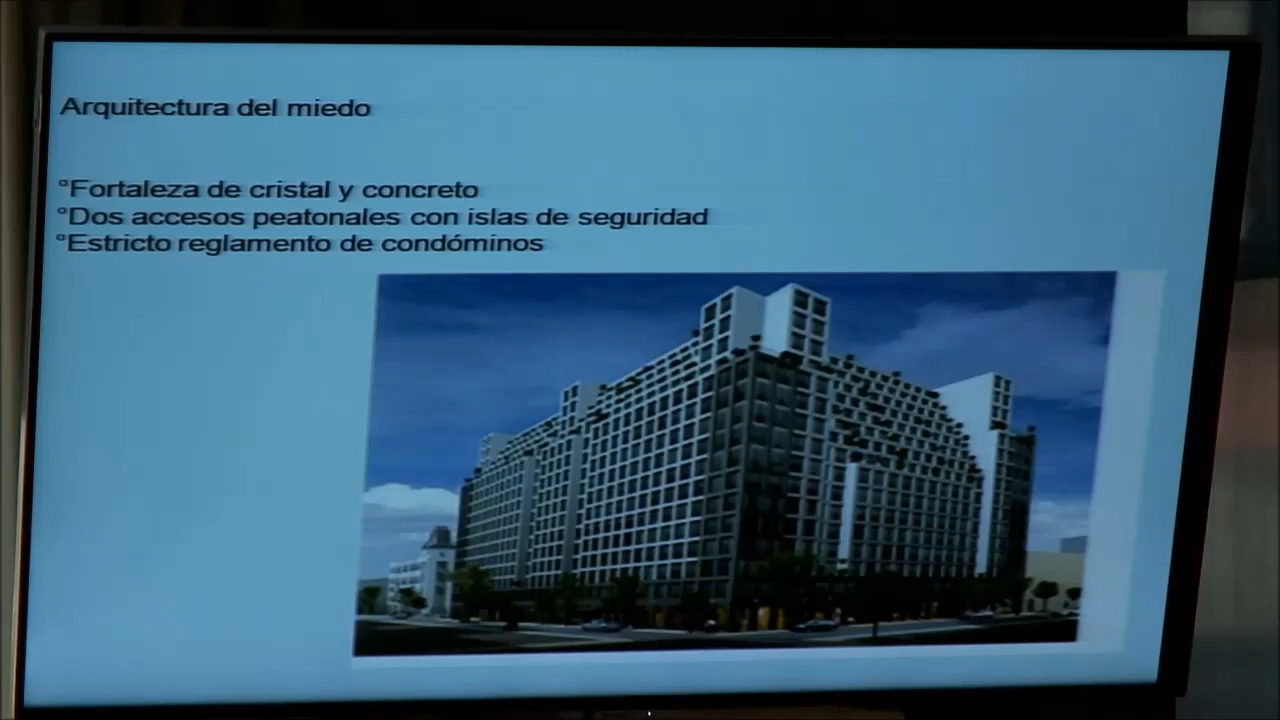 Arquitectura del miedo
°Fortaleza de cristal y concreto
°Dos accesos peatonales con islas de seguridad
°Estricto reglamento de condóminos